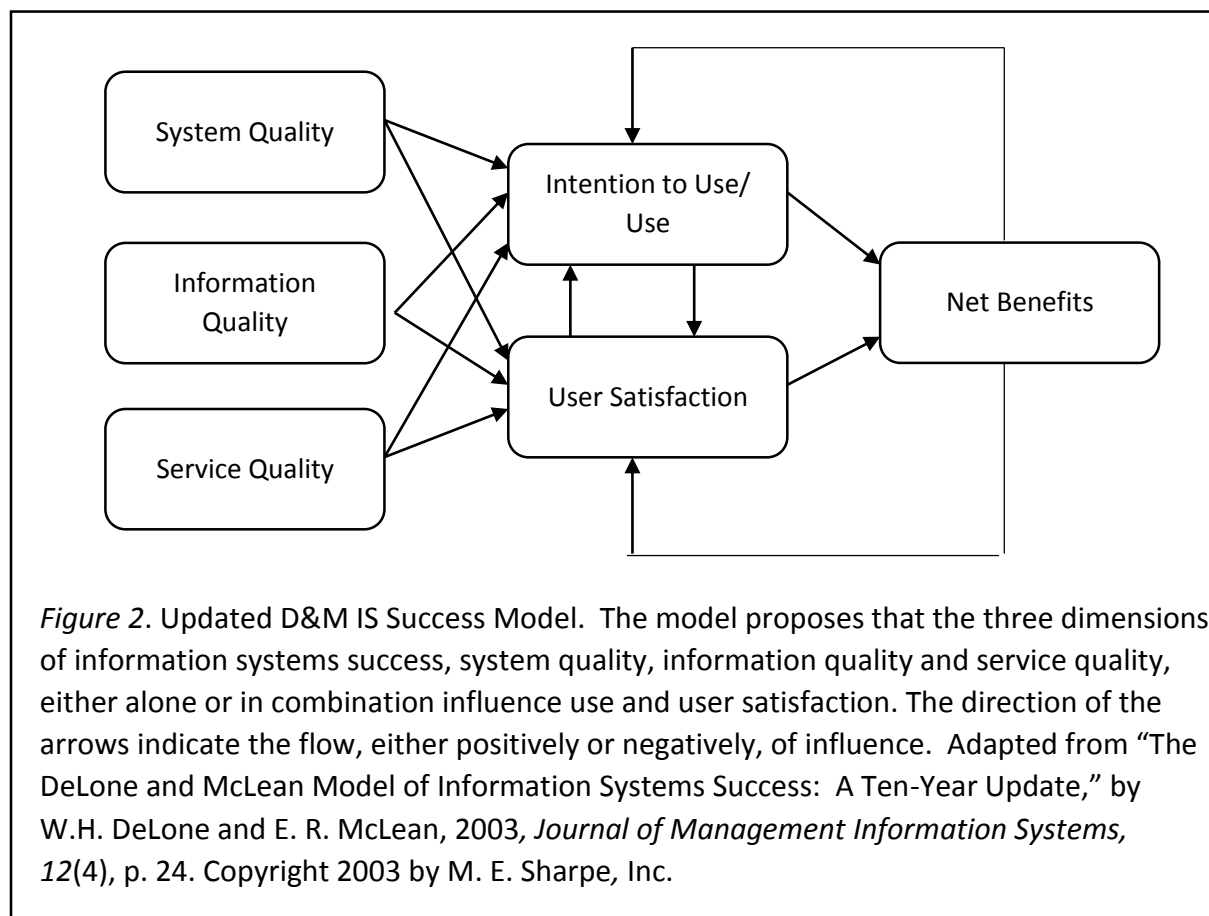 System Quality
Intention to Use/
Use
Information
Quality
Net Benefits
User Satisfaction
Service Quality
Figure 2. Updated D&M IS Success Model.  The model proposes that the three dimensions
of information systems success, system quality, information quality and service quality,
either alone or in combination influence use and user satisfaction. The direction of the
arrows indicate the flow, either positively or negatively, of influence.  Adapted from “The
DeLone and McLean Model of Information Systems Success:  A Ten-Year Update,” by
W.H. DeLone and E. R. McLean, 2003, Journal of Management Information Systems,
12(4), p. 24. Copyright 2003 by M. E. Sharpe, Inc.